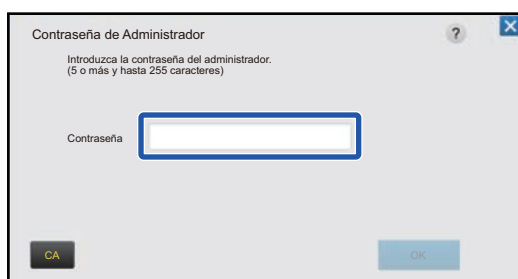 Contraseña de Administrador
?
Introduzca la contraseña del administrador.
(5 o más y hasta 255 caracteres)
Contraseña
CA
OK